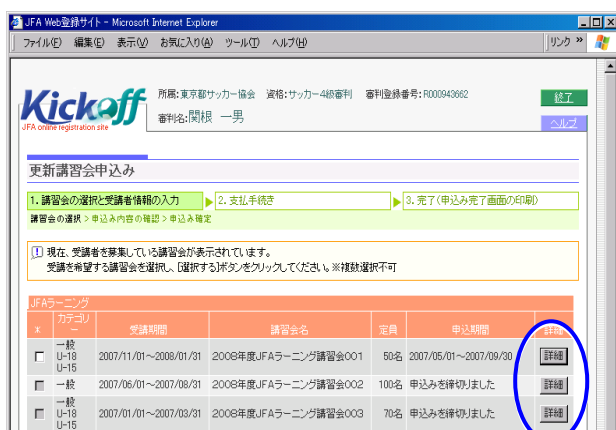 JFA Web登録サイト - Microsoft Internet Explorer
ファイル(F) 編集(E) 表示(V) お気に入り(A) ツール(T) ヘルプ(H) リンク »
Kickoff
JFA online registration site
所属:東京都サッカー協会 資格:サッカー4級審判 審判登録番号:R000943662
審判名:関根 一男
終了
ヘルプ
更新講習会申込み
1. 講習会の選択と受講者情報の入力 2. 支払手続き 3. 完了(申込み完了画面の印刷)
講習会の選択 > 申込み内容の確認 > 申込み確定
現在、受講者を募集している講習会が表示されています。
受講を希望する講習会を選択し、[選択する]ボタンをクリックしてください。※複数選択不可
JFAラーニング
* カテゴリー 受講期間 講習会名 定員 申込期間 詳細
一般
U-18
U-15
2007/11/01~2008/01/31 2008年度JFAラーニング講習会001 50名 2007/05/01~2007/09/30 詳細
一般 2007/06/01~2007/08/31 2008年度JFAラーニング講習会002 100名 申込みを締切りました 詳細
一般
U-18
U-15
2007/01/01~2007/03/31 2008年度JFAラーニング講習会003 70名 申込みを締切りました 詳細